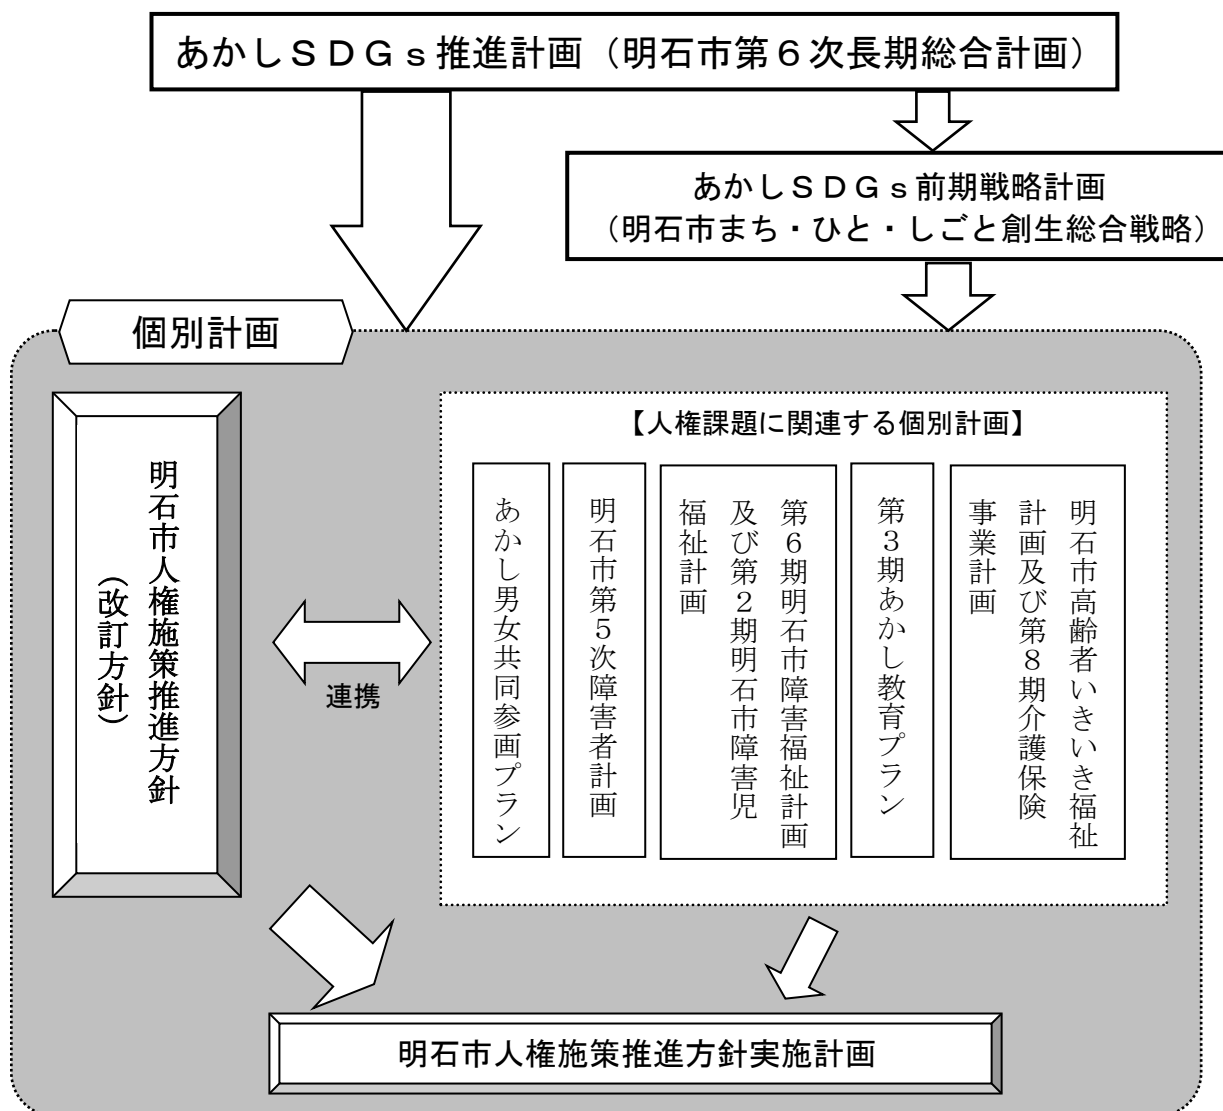 あかしＳＤＧｓ推進計画（明石市第６次長期総合計画）
あかしＳＤＧｓ前期戦略計画
（明石市まち・ひと・しごと創生総合戦略）
個別計画
明石市人権施策推進方針
（改訂方針）
連携
【人権課題に関連する個別計画】
あかし男女共同参画プラン
明石市第５次障害者計画
第６期明石市障害福祉計画
及び第２期明石市障害児
福祉計画
第３期あかし教育プラン
明石市高齢者いきいき福祉
計画及び第８期介護保険
事業計画
明石市人権施策推進方針実施計画